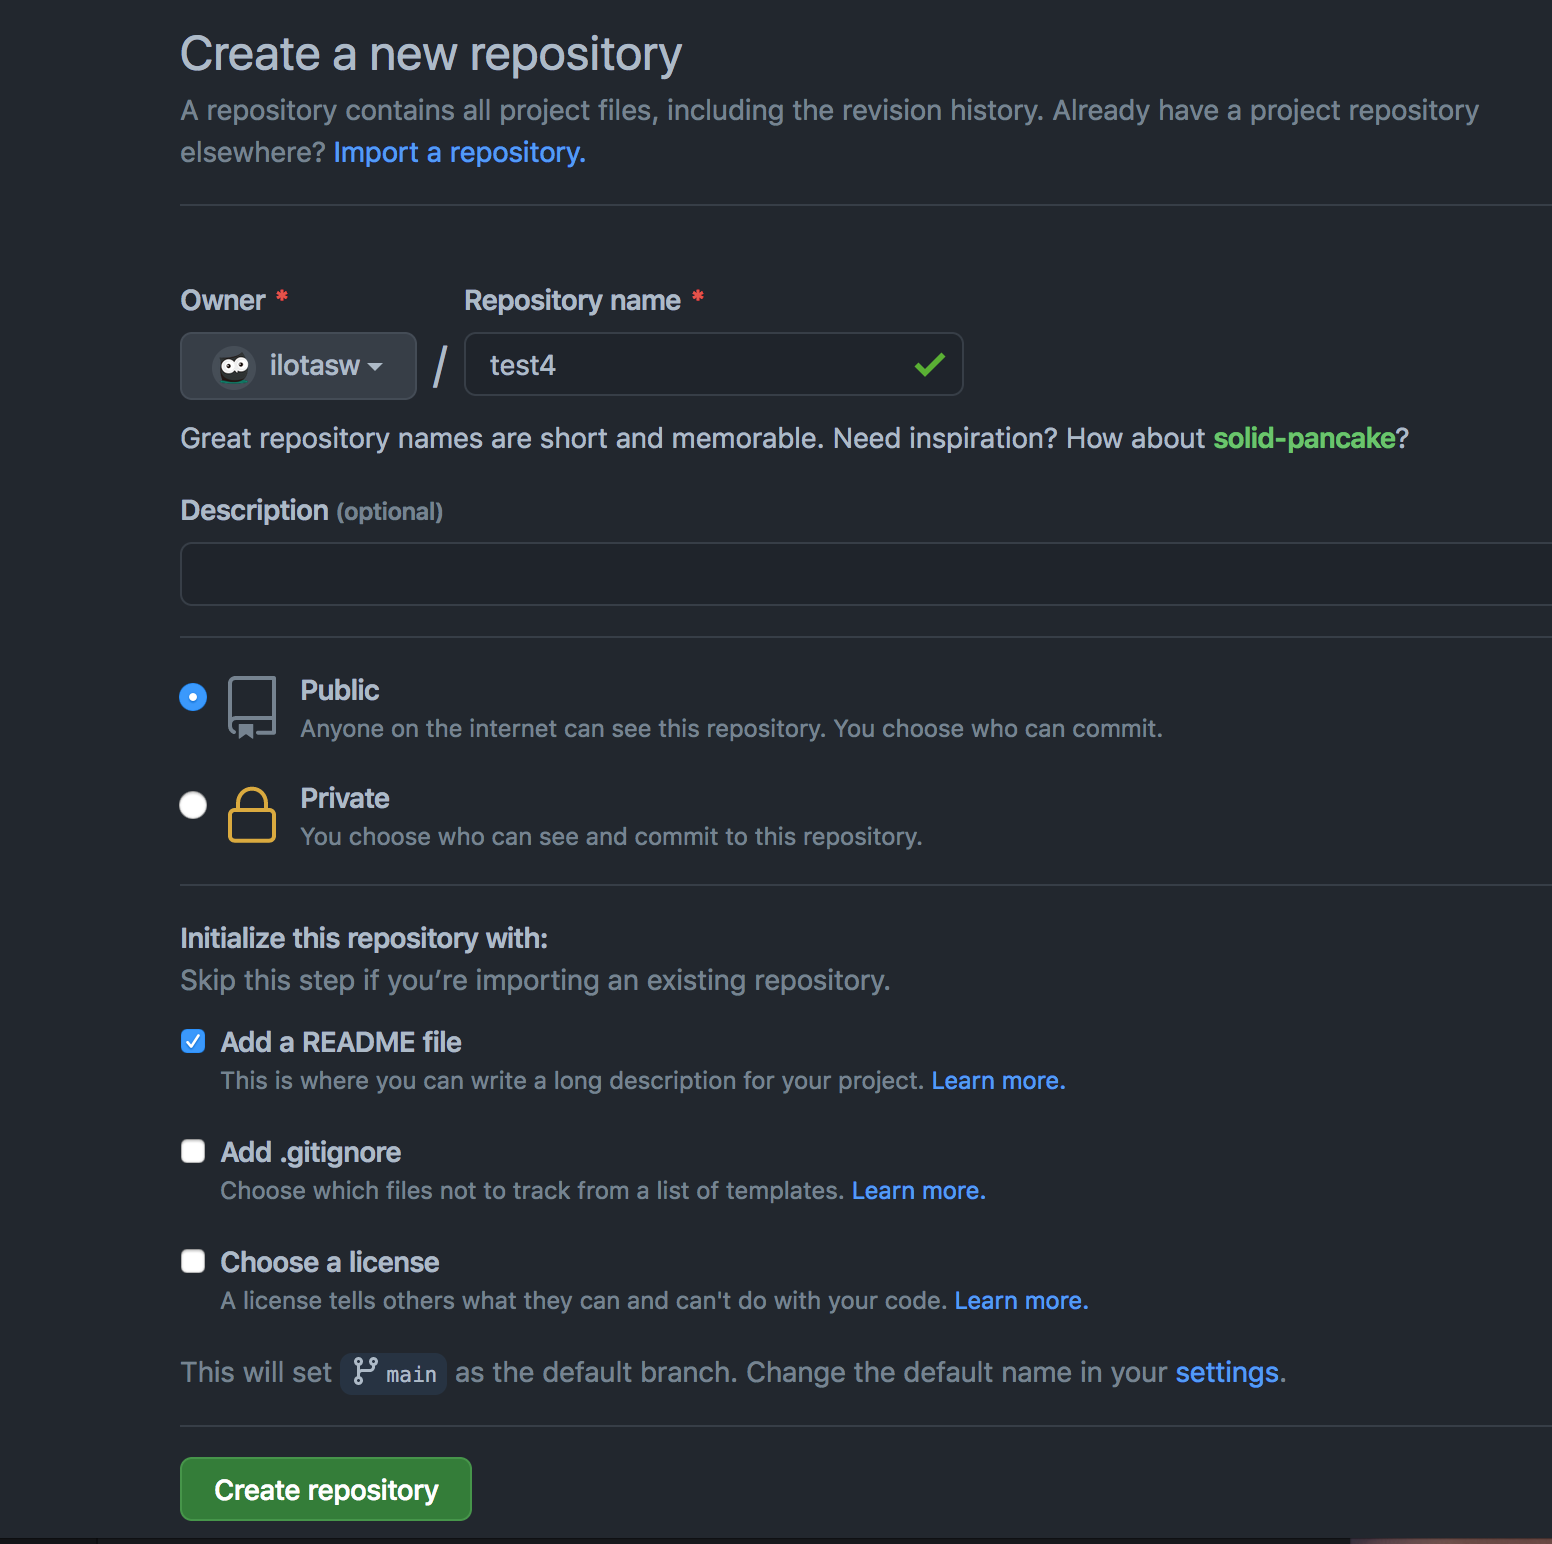 Create a new repository
A repository contains all project files, including the revision history. Already have a project repository
elsewhere? Import a repository.
Owner * Repository name *
ilotasw / test4
Great repository names are short and memorable. Need inspiration? How about solid-pancake?
Description (optional)
Public
Anyone on the internet can see this repository. You choose who can commit.
Private
You choose who can see and commit to this repository.
Initialize this repository with:
Skip this step if you’re importing an existing repository.
Add a README file
This is where you can write a long description for your project. Learn more.
Add .gitignore
Choose which files not to track from a list of templates. Learn more.
Choose a license
A license tells others what they can and can't do with your code. Learn more.
This will set main as the default branch. Change the default name in your settings.
Create repository